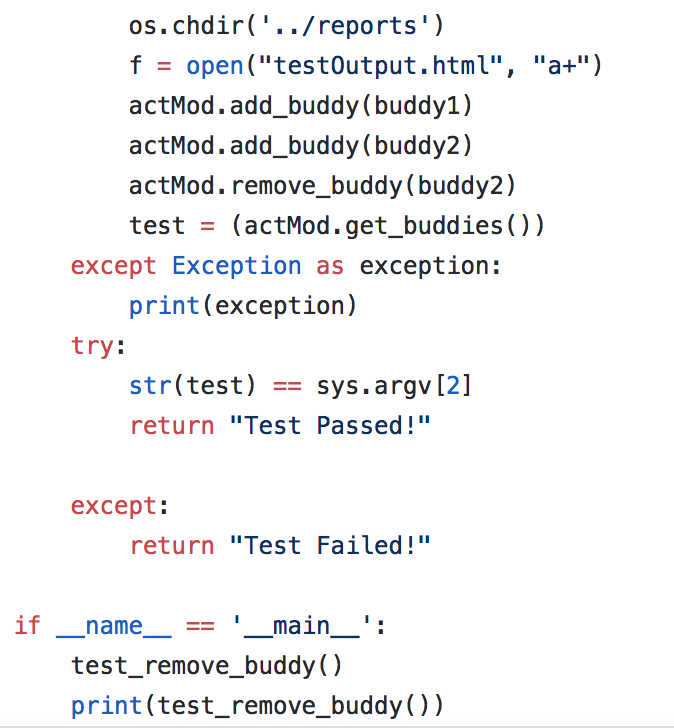 os.chdir('../reports')
f = open("testOutput.html", "a+")
actMod.add_buddy(buddy1)
actMod.add_buddy(buddy2)
actMod.remove_buddy(buddy2)
test = (actMod.get_buddies())
except Exception as exception:
print(exception)
try:
str(test) == sys.argv[2]
return "Test Passed!"
except:
return "Test Failed!"
if __name__ == '__main__':
test_remove_buddy()
print(test_remove_buddy())